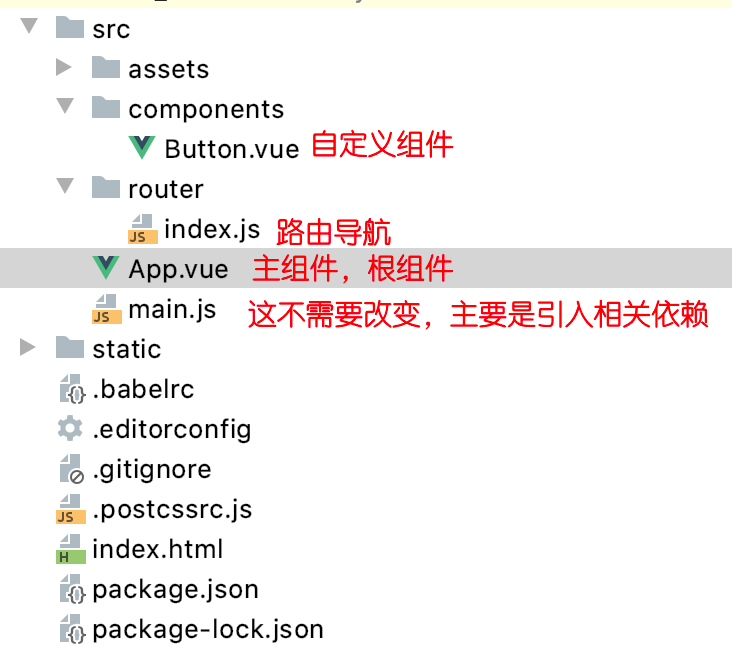 src
assets
components
Button.vue 自定义组件
router
index.js 路由导航
App.vue 主组件，根组件
main.js 这不需要改变，主要是引入相关依赖
static
.babelrc
.editorconfig
.gitignore
.postcssrc.js
index.html
package.json
package-lock.json